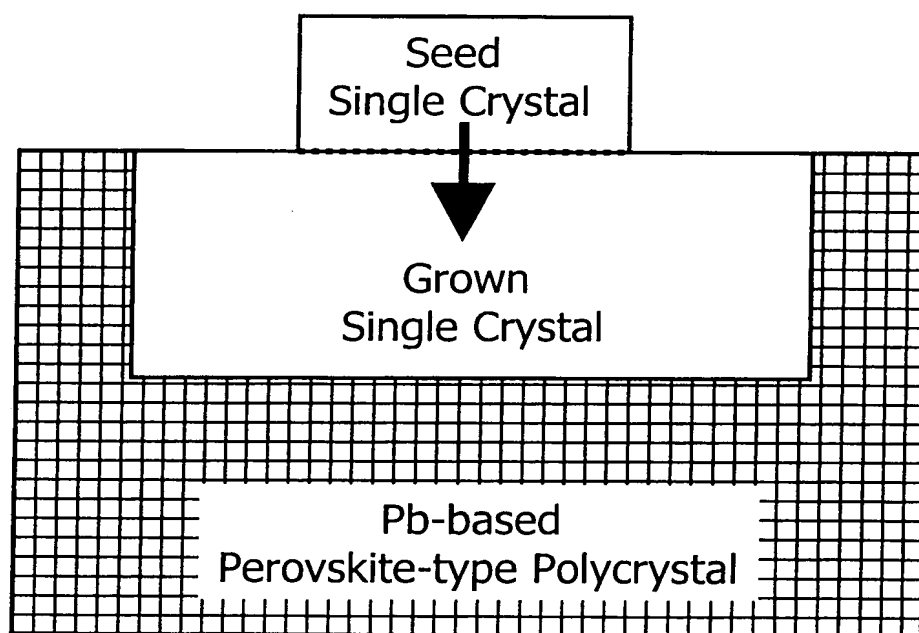 Seed
Single Crystal
Grown
Single Crystal
Pb-based
Perovskite-type Polycrystal